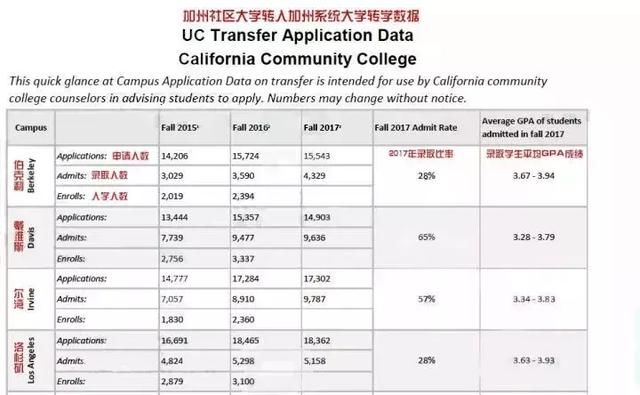 加州社区大学转入加州系统大学转学数据
UC Transfer Application Data
California Community College
This quick glance at Campus Application Data on transfer is intended for use by California community
college counselors in advising students to apply. Numbers may change without notice.
Campus Fall 2015¹ Fall 2016² Fall 2017³ Fall 2017 Admit Rate Average GPA of students
admitted in fall 2017
伯克利 Berkeley
Applications: 申请人数 14,206 15,724 15,543 2017年录取比率 录取学生平均GPA成绩
Admits: 录取人数 3,029 3,590 4,329 28% 3.67 - 3.94
Enrolls: 入学人数 2,019 2,394
戴维斯 Davis
Applications: 13,444 15,357 14,903
Admits: 7,739 9,477 9,636 65% 3.28 - 3.79
Enrolls: 2,756 3,337
尔湾 Irvine
Applications: 14,777 17,284 17,302
Admits: 7,057 8,910 9,787 57% 3.34 - 3.83
Enrolls: 1,830 2,360
洛杉矶 Los Angeles
Applications: 16,691 18,465 18,362
Admits 4,824 5,298 5,158 28% 3.63 - 3.93
Enrolls: 2,879 3,100